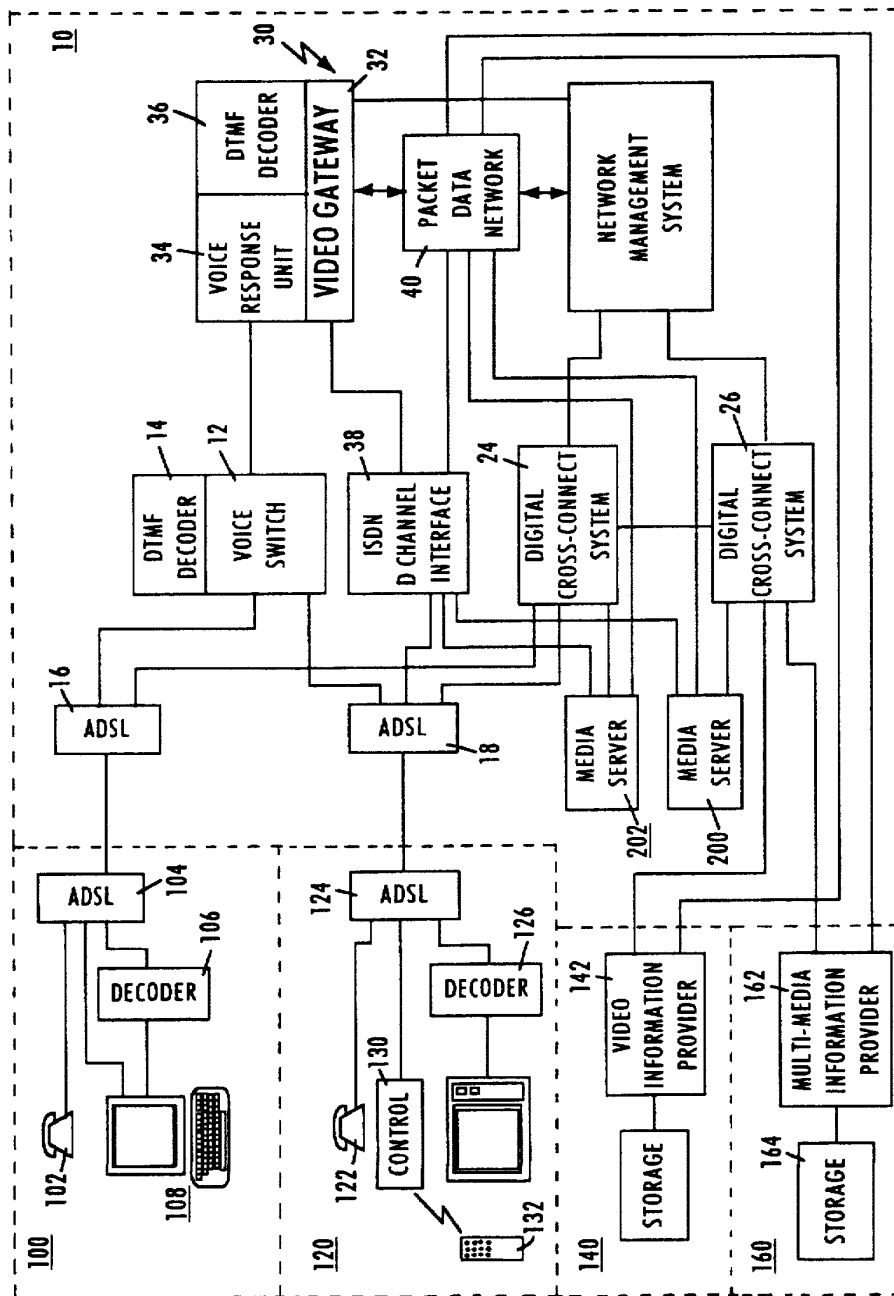 10
30
32
36
DTMF
DECODER
34
VOICE
RESPONSE
UNIT
VIDEO GATEWAY
PACKET
DATA
NETWORK
40
NETWORK
MANAGEMENT
SYSTEM
14
12
DTMF
DECODER
VOICE
SWITCH
38
ISDN
D CHANNEL
INTERFACE
24
DIGITAL
CROSS-CONNECT
SYSTEM
26
DIGITAL
CROSS-CONNECT
SYSTEM
16
ADSL
ADSL
18
MEDIA
SERVER
202
MEDIA
SERVER
200
ADSL
104
106
DECODER
102
108
100
124
ADSL
126
DECODER
130
CONTROL
122
132
120
142
VIDEO
INFORMATION
PROVIDER
STORAGE
140
162
MULTI-MEDIA
INFORMATION
PROVIDER
164
STORAGE
160